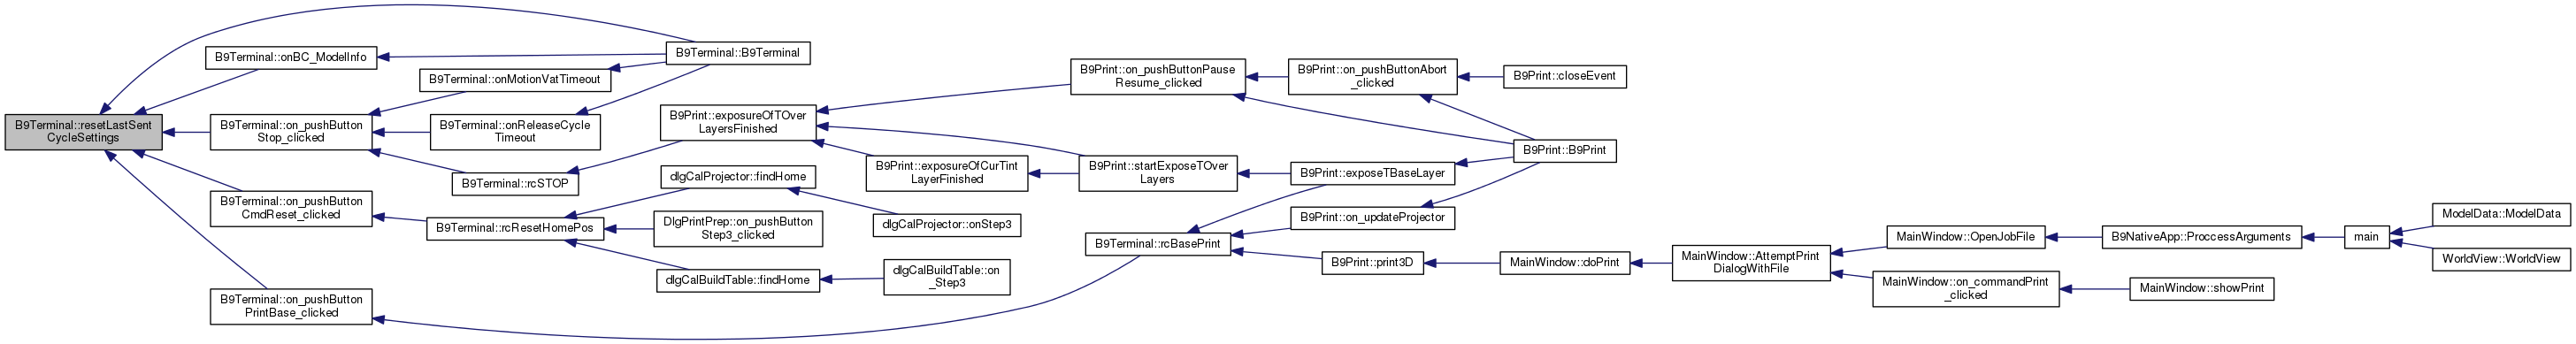 B9Terminal::resetLastSent
CycleSettings
B9Terminal::onBC_ModelInfo
B9Terminal::on_pushButton
Stop_clicked
B9Terminal::on_pushButton
CmdReset_clicked
B9Terminal::on_pushButton
PrintBase_clicked
B9Terminal::onMotionVatTimeout
B9Terminal::onReleaseCycle
Timeout
B9Terminal::rcSTOP
B9Terminal::rcResetHomePos
B9Terminal::B9Terminal
B9Print::exposureOfTOver
LayersFinished
dlgCalProjector::findHome
DlgPrintPrep::on_pushButton
Step3_clicked
dlgCalBuildTable::findHome
B9Print::exposureOfCurTint
LayerFinished
dlgCalProjector::onStep3
dlgCalBuildTable::on
_Step3
B9Print::on_pushButtonPause
Resume_clicked
B9Print::startExposeTOver
Layers
B9Terminal::rcBasePrint
B9Print::on_pushButtonAbort
_clicked
B9Print::exposeTBaseLayer
B9Print::on_updateProjector
B9Print::print3D
B9Print::closeEvent
B9Print::B9Print
MainWindow::doPrint
MainWindow::AttemptPrint
DialogWithFile
MainWindow::OpenJobFile
MainWindow::on_commandPrint
_clicked
B9NativeApp::ProccessArguments
MainWindow::showPrint
main
ModelData::ModelData
WorldView::WorldView